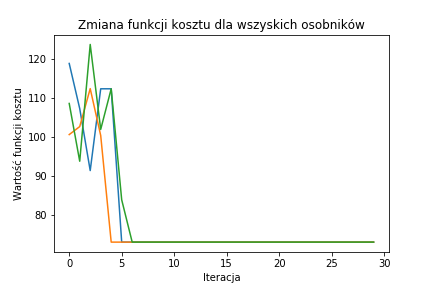 Zmiana funkcji kosztu dla wszyskich osobników
Wartość funkcji kosztu
120
110
100
90
80
0 5 10 15 20 25 30
Iteracja